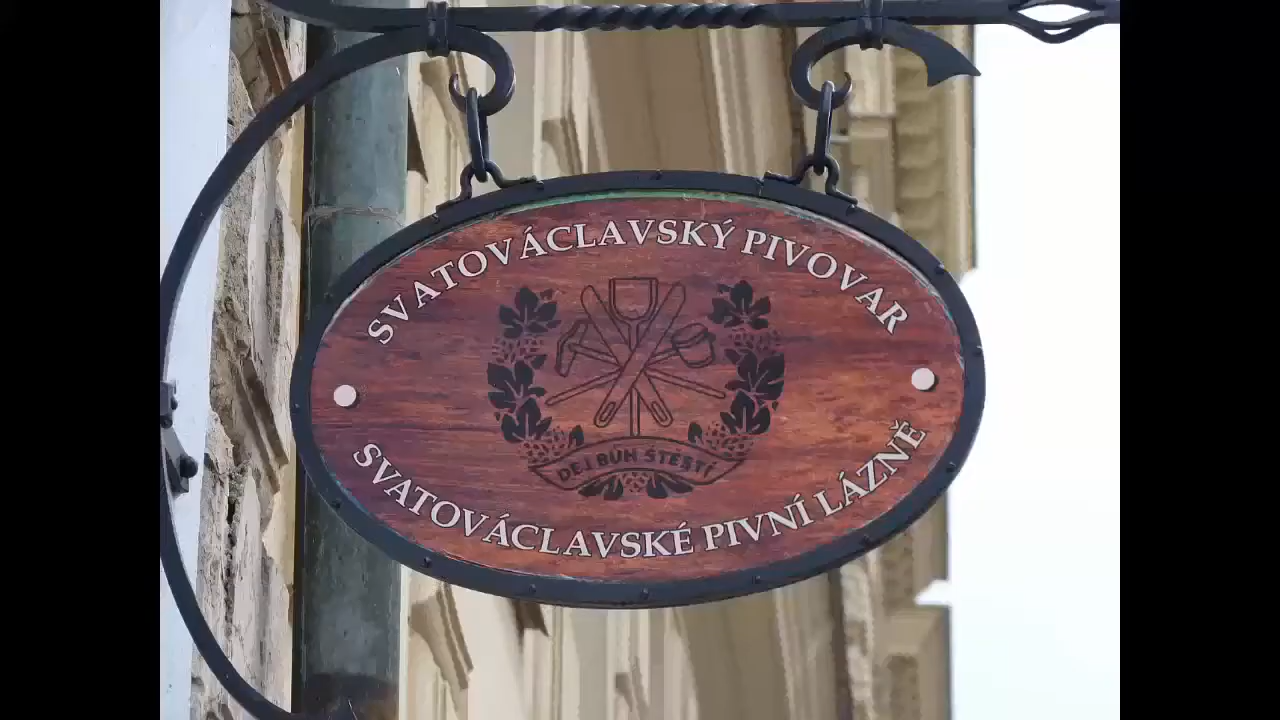 SVATOVÁCLAVSKÝ PIVOVAR
DEJ BŮH ŠTĚSTÍ
SVATOVÁCLAVSKÉ PIVNÍ LÁZNĚ